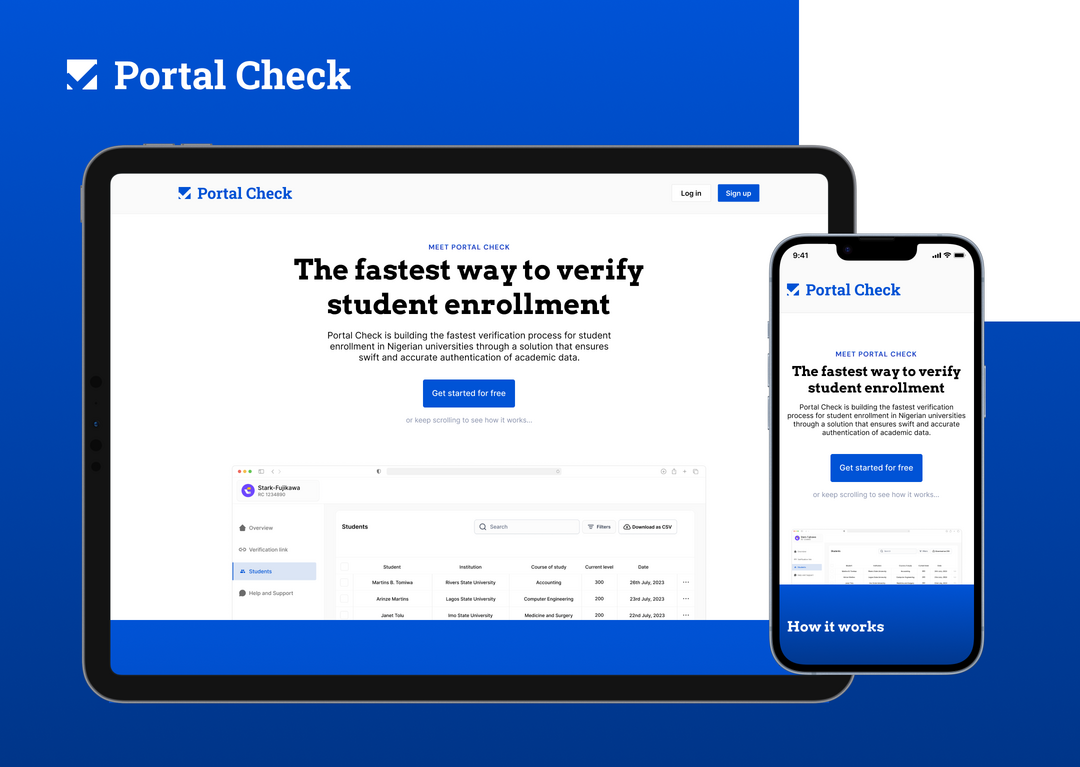 Portal Check
Portal Check
Log in
Sign up
MEET PORTAL CHECK
The fastest way to verify
student enrollment
Portal Check is building the fastest verification process for student
enrollment in Nigerian universities through a solution that ensures
swift and accurate authentication of academic data.
Get started for free
or keep scrolling to see how it works...
Stark-Fujikawa
RC 1234890
Overview
Verification link
Students
Help and Support
Students
Search
Filters
Download as CSV
Student Institution Course of study Current level Date
Martins B. Tomiwa Rivers State University Accounting 300 26th July, 2023
Arinze Martins Lagos State University Computer Engineering 200 23rd July, 2023
Janet Tolu Imo State University Medicine and Surgery 200 22nd July, 2023
9:41
Portal Check
MEET PORTAL CHECK
The fastest way to verify
student enrollment
Portal Check is building the fastest verification
process for student enrollment in Nigerian universities
through a solution that ensures swift and accurate
authentication of academic data.
Get started for free
or keep scrolling to see how it works...
How it works